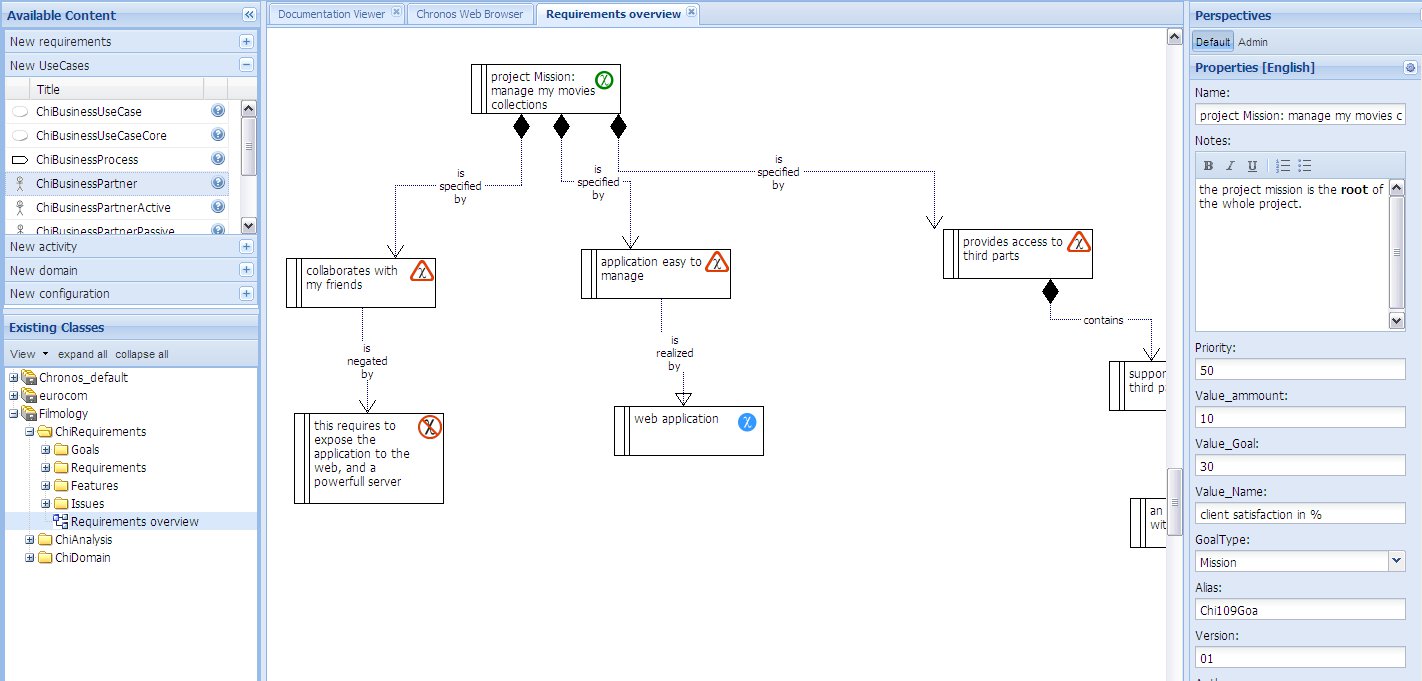 Available Content
New requirements
New UseCases
Title
ChiBusinessUseCase
ChiBusinessUseCaseCore
ChiBusinessProcess
ChiBusinessPartner
ChiBusinessPartnerActive
ChiBusinessPartnerPassive
New activity
New domain
New configuration
Existing Classes
View expand all collapse all
Chronos_default
eurocom
Filmology
ChiRequirements
Goals
Requirements
Features
Issues
Requirements overview
ChiAnalysis
ChiDomain
Documentation Viewer Chronos Web Browser Requirements overview
project Mission:
manage my movies
collections
is
specified
by
is
specified
by
is
specified
by
collaborates with
my friends
application easy to
manage
provides access to
third parts
is
negated
by
is
realized
by
contains
this requires to
expose the
application to the
web, and a
powerfull server
web application
suppor
third pa
an
wit
Perspectives
Default Admin
Properties [English]
Name:
project Mission: manage my movies c
Notes:
B I U
the project mission is the root of
the whole project.
Priority:
50
Value_ammount:
10
Value_Goal:
30
Value_Name:
client satisfaction in %
GoalType:
Mission
Alias:
Chi109Goa
Version:
01